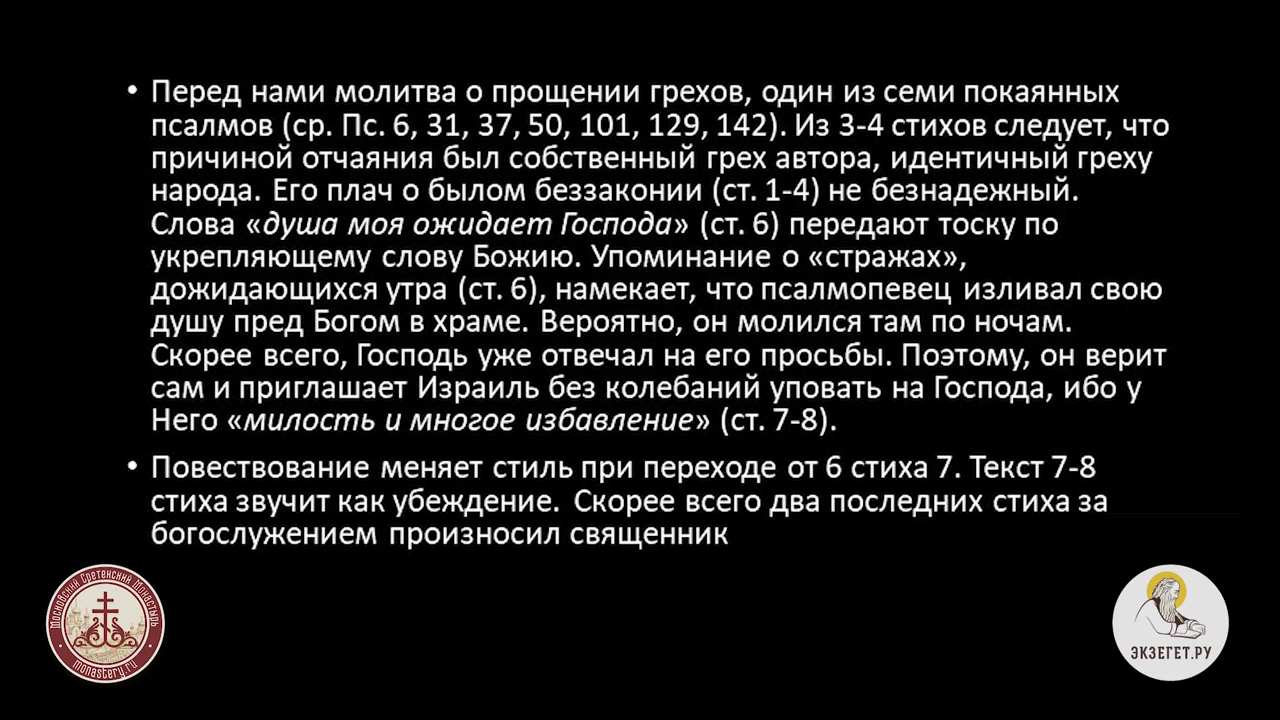 • Перед нами молитва о прощении грехов, один из семи покаянных
псалмов (ср. Пс. 6, 31, 37, 50, 101, 129, 142). Из 3-4 стихов следует, что
причиной отчаяния был собственный грех автора, идентичный греху
народа. Его плач о былом беззаконии (ст. 1-4) не безнадежный.
Слова «душа моя ожидает Господа» (ст. 6) передают тоску по
укрепляющему слову Божию. Упоминание о «стражах»,
дожидающихся утра (ст. 6), намекает, что псалмопевец изливал свою
душу пред Богом в храме. Вероятно, он молился там по ночам.
Скорее всего, Господь уже отвечал на его просьбы. Поэтому, он верит
сам и приглашает Израиль без колебаний уповать на Господа, ибо у
Него «милость и многое избавление» (ст. 7-8).
• Повествование меняет стиль при переходе от 6 стиха 7. Текст 7-8
стиха звучит как убеждение. Скорее всего два последних стиха за
богослужением произносил священник
Московский Сретенский Монастырь
monastery.ru
ЭКЗЕГЕТ.РУ